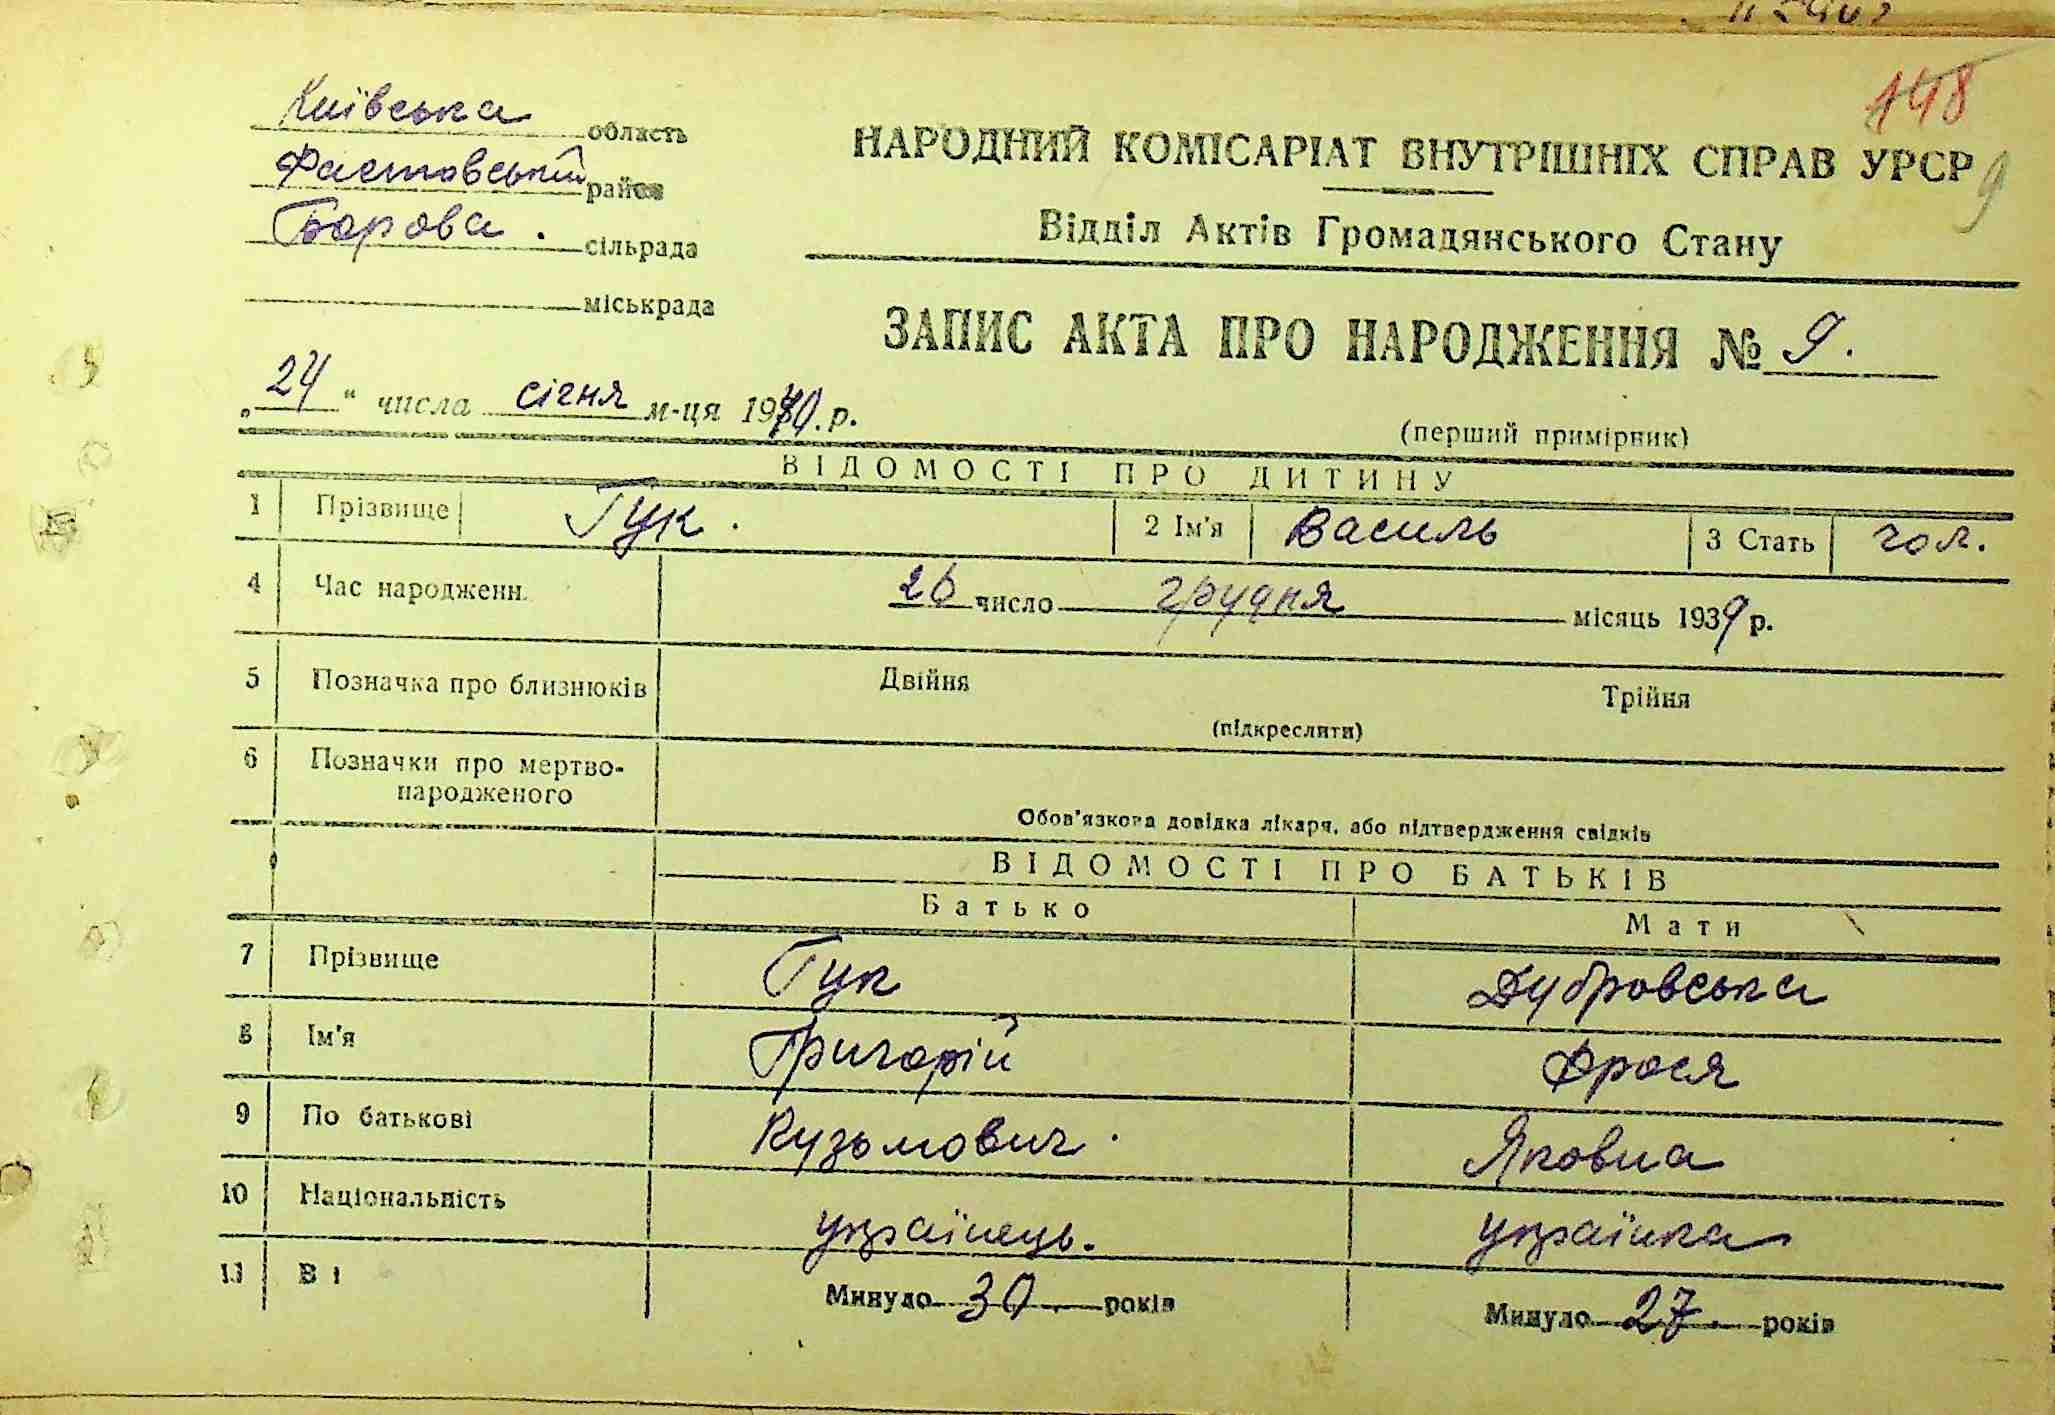 148
Київська область
Фастовський район
Борова. сільрада
міськрада
НАРОДНИЙ КОМІСАРІАТ ВНУТРІШНІХ СПРАВ УРСР
9
Відділ Актів Громадянського Стану
ЗАПИС АКТА ПРО НАРОДЖЕННЯ № 9.
„24“ числа січня м-ця 1940. р.
(перший примірник)
ВІДОМОСТІ ПРО ДИТИНУ
1 Прізвище Гук. 2 Ім'я Василь 3 Стать чол.
4 Час народженн 26 число грудня місяць 1939 р.
5 Позначка про близнюків Двійня Трійня
(підкреслити)
6 Позначки про мертво-
народженого
Обов'язкова довідка лікаря, або підтвердження свідків
ВІДОМОСТІ ПРО БАТЬКІВ
Батько Мати
7 Прізвище Гук Дубровська
8 Ім'я Григорій Фрося
9 По батькові Кузьмович. Яковна
10 Національність українець. українка
11 Ві Минуло 30. років Минуло 27. років